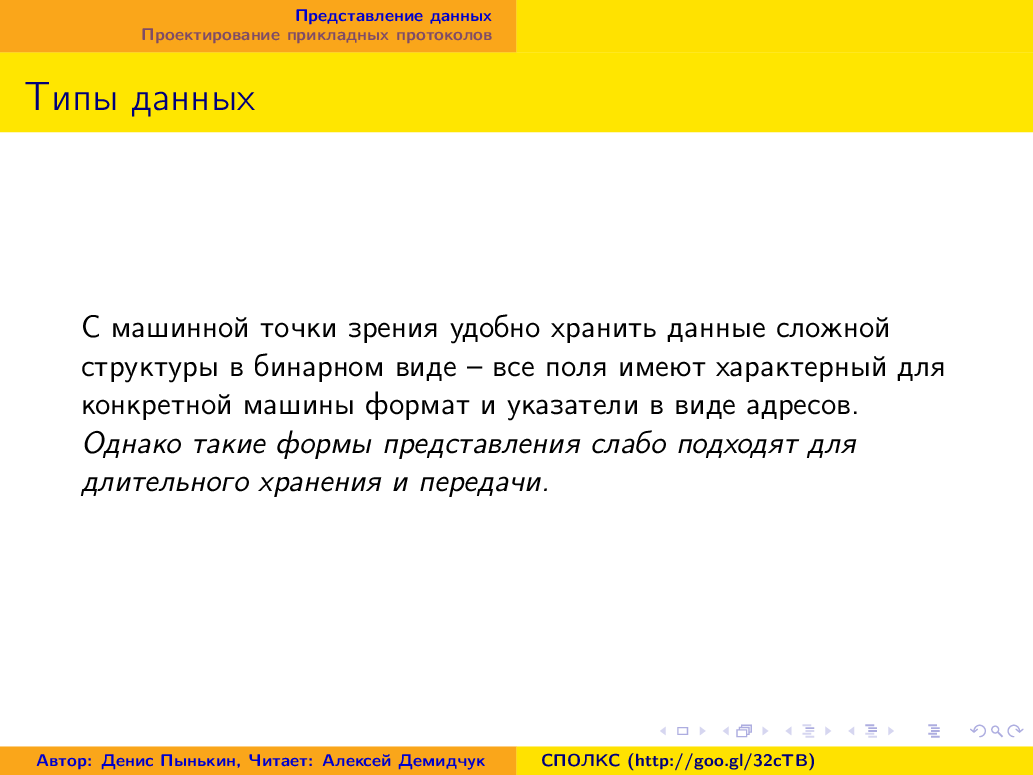 Представление данных
Проектирование прикладных протоколов
Типы данных
С машинной точки зрения удобно хранить данные сложной
структуры в бинарном виде – все поля имеют характерный для
конкретной машины формат и указатели в виде адресов.
Однако такие формы представления слабо подходят для
длительного хранения и передачи.
Автор: Денис Пынькин, Читает: Алексей Демидчук
СПОЛКС (http://goo.gl/32cTB)